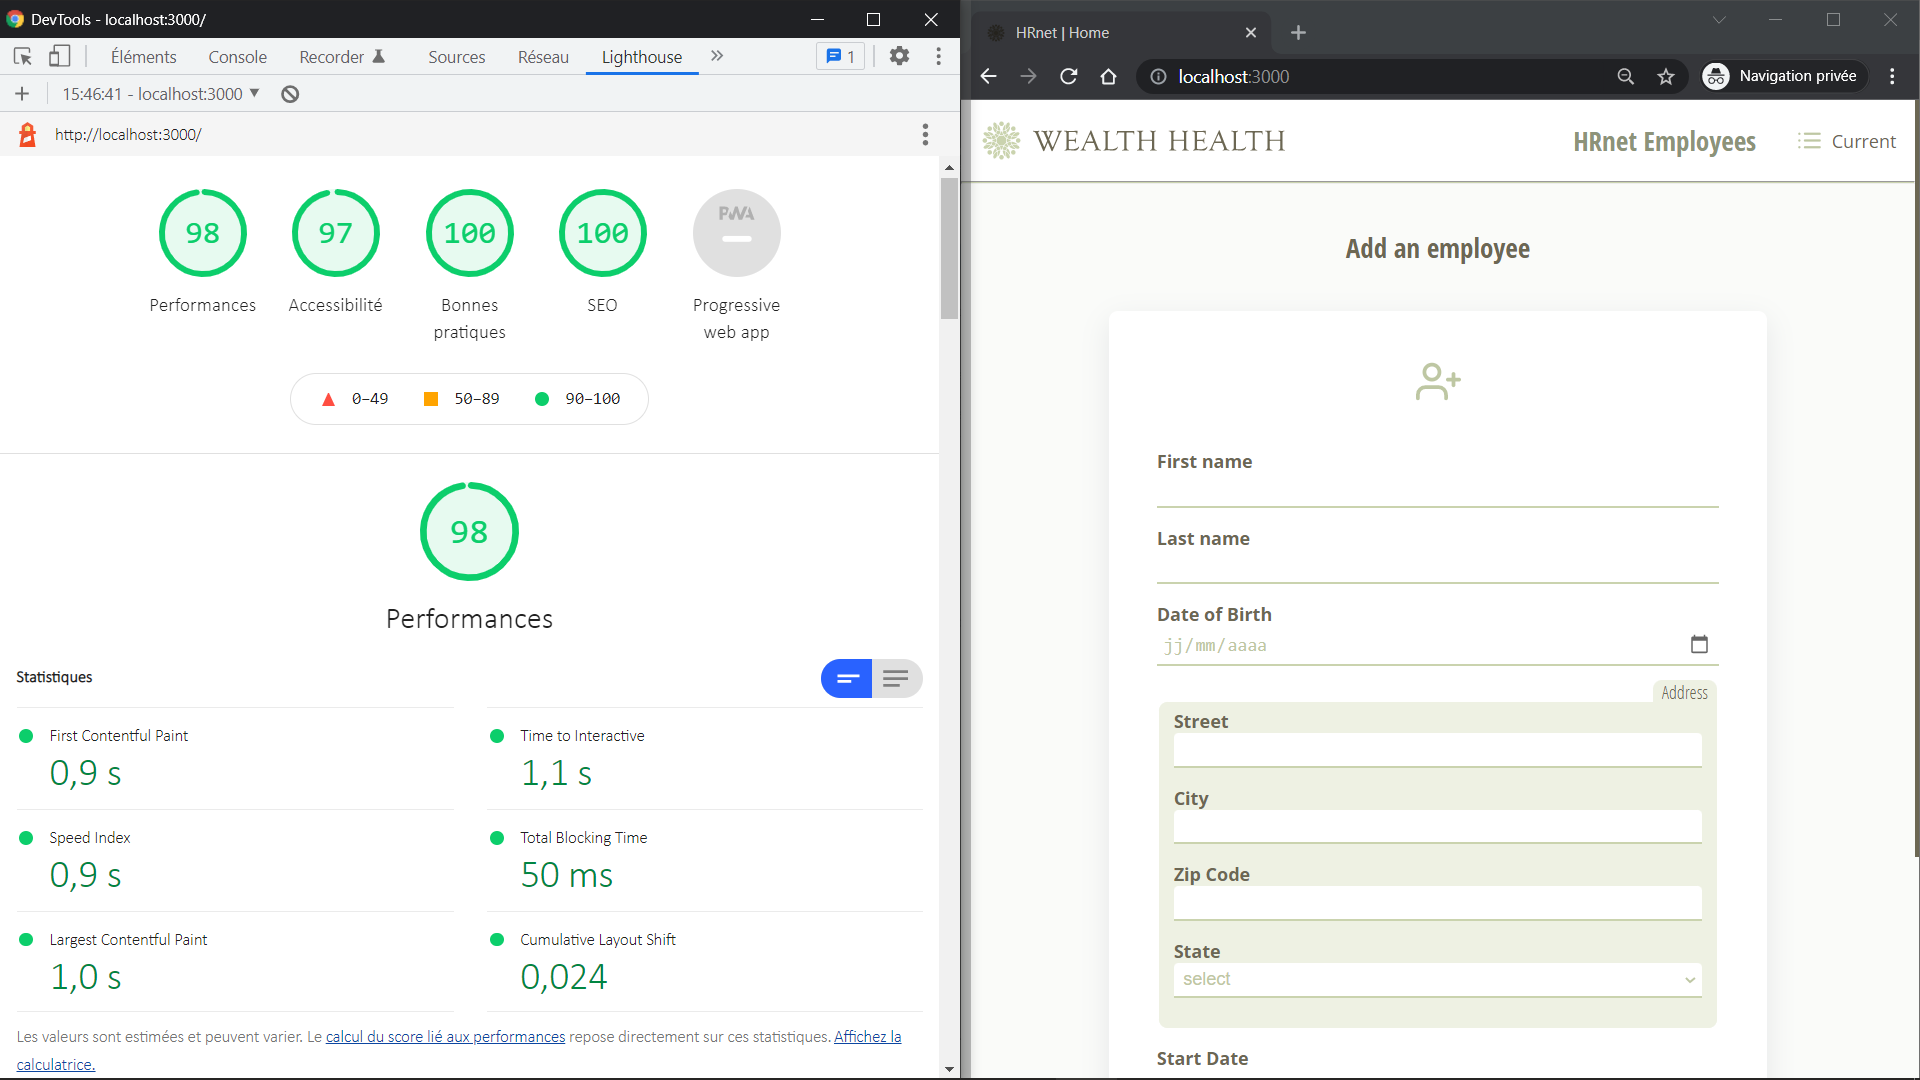 DevTools - localhost:3000/
Éléments Console Recorder Sources Réseau Lighthouse 1
15:46:41 - localhost:3000
http://localhost:3000/
98 97 100 100 PWA
Performances Accessibilité Bonnes pratiques SEO Progressive web app
0–49 50–89 90–100
98
Performances
Statistiques
First Contentful Paint
0,9 s
Time to Interactive
1,1 s
Speed Index
0,9 s
Total Blocking Time
50 ms
Largest Contentful Paint
1,0 s
Cumulative Layout Shift
0,024
Les valeurs sont estimées et peuvent varier. Le calcul du score lié aux performances repose directement sur ces statistiques. Affichez la
calculatrice.
HRnet | Home
localhost:3000 Navigation privée
WEALTH HEALTH HRnet Employees Current
Add an employee
First name
Last name
Date of Birth
jj/mm/aaaa
Address
Street
City
Zip Code
State
select
Start Date